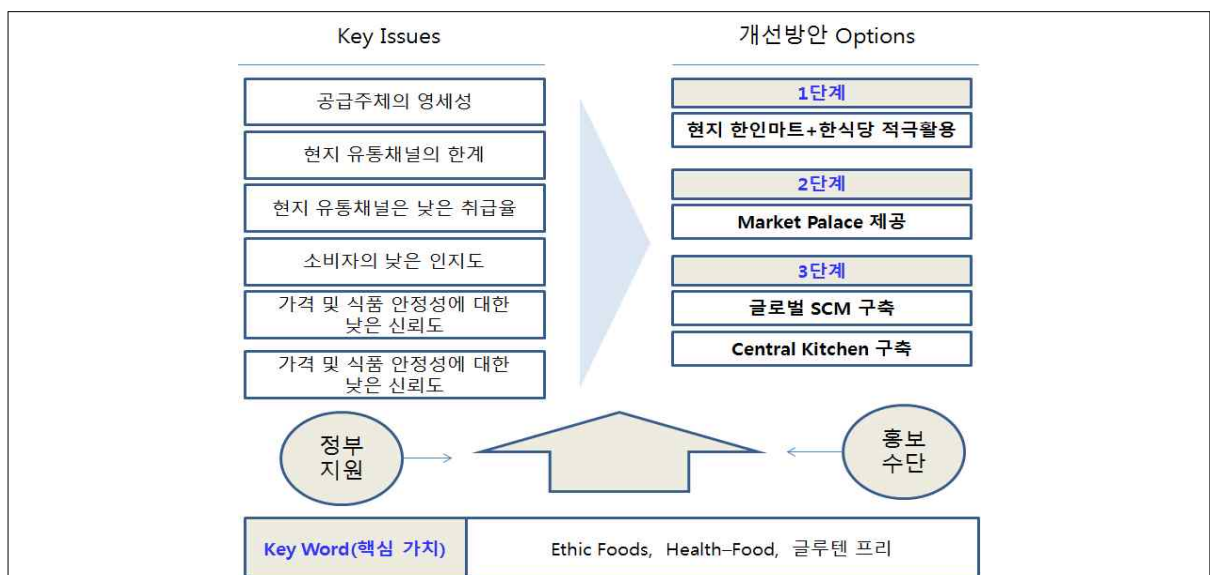 Key Issues
공급주체의 영세성
현지 유통채널의 한계
현지 유통채널은 낮은 취급율
소비자의 낮은 인지도
가격 및 식품 안정성에 대한
낮은 신뢰도
가격 및 식품 안정성에 대한
낮은 신뢰도
개선방안 Options
1단계
현지 한인마트+한식당 적극활용
2단계
Market Palace 제공
3단계
글로벌 SCM 구축
Central Kitchen 구축
정부
지원
홍보
수단
Key Word(핵심 가치)
Ethic Foods, Health–Food, 글루텐 프리